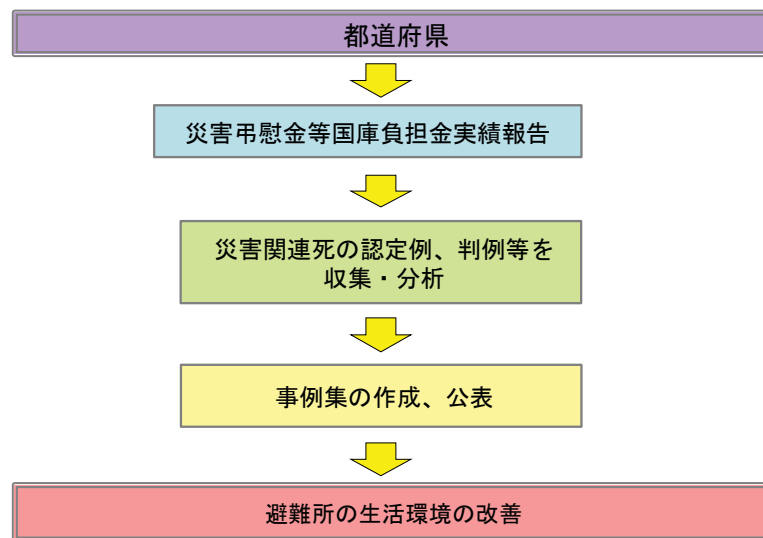 都道府県
災害弔慰金等国庫負担金実績報告
災害関連死の認定例、判例等を
収集・分析
事例集の作成、公表
避難所の生活環境の改善